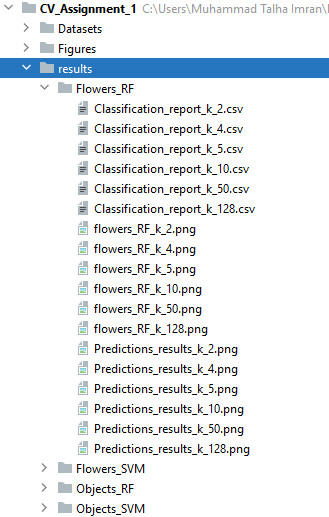 CV_Assignment_1 C:\Users\Muhammad Talha Imran\
Datasets
Figures
results
Flowers_RF
Classification_report_k_2.csv
Classification_report_k_4.csv
Classification_report_k_5.csv
Classification_report_k_10.csv
Classification_report_k_50.csv
Classification_report_k_128.csv
flowers_RF_k_2.png
flowers_RF_k_4.png
flowers_RF_k_5.png
flowers_RF_k_10.png
flowers_RF_k_50.png
flowers_RF_k_128.png
Predictions_results_k_2.png
Predictions_results_k_4.png
Predictions_results_k_5.png
Predictions_results_k_10.png
Predictions_results_k_50.png
Predictions_results_k_128.png
Flowers_SVM
Objects_RF
Objects_SVM